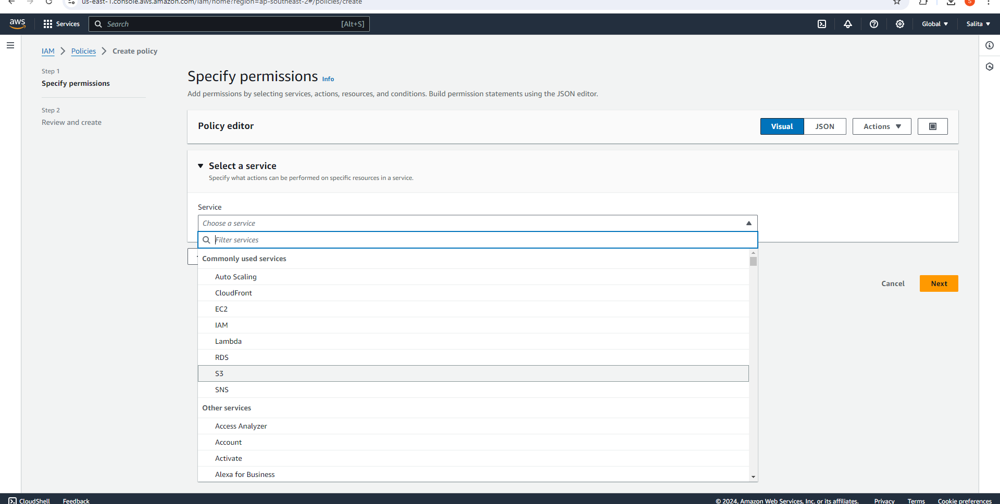 us-east-1.console.aws.amazon.com/iam/home?region=ap-southeast-2#/policies/create
S
aws
Services
Search
[Alt+S]
Global
Salita
IAM
Policies
Create policy
Step 1
Specify permissions
Step 2
Review and create
Specify permissions Info
Add permissions by selecting services, actions, resources, and conditions. Build permission statements using the JSON editor.
Policy editor
Visual
JSON
Actions
Select a service
Specify what actions can be performed on specific resources in a service.
Service
Choose a service
Filter services
Commonly used services
Auto Scaling
CloudFront
EC2
IAM
Lambda
RDS
S3
SNS
Other services
Access Analyzer
Account
Activate
Alexa for Business
Cancel
Next
CloudShell
Feedback
© 2024, Amazon Web Services, Inc. or its affiliates.
Privacy
Terms
Cookie preferences